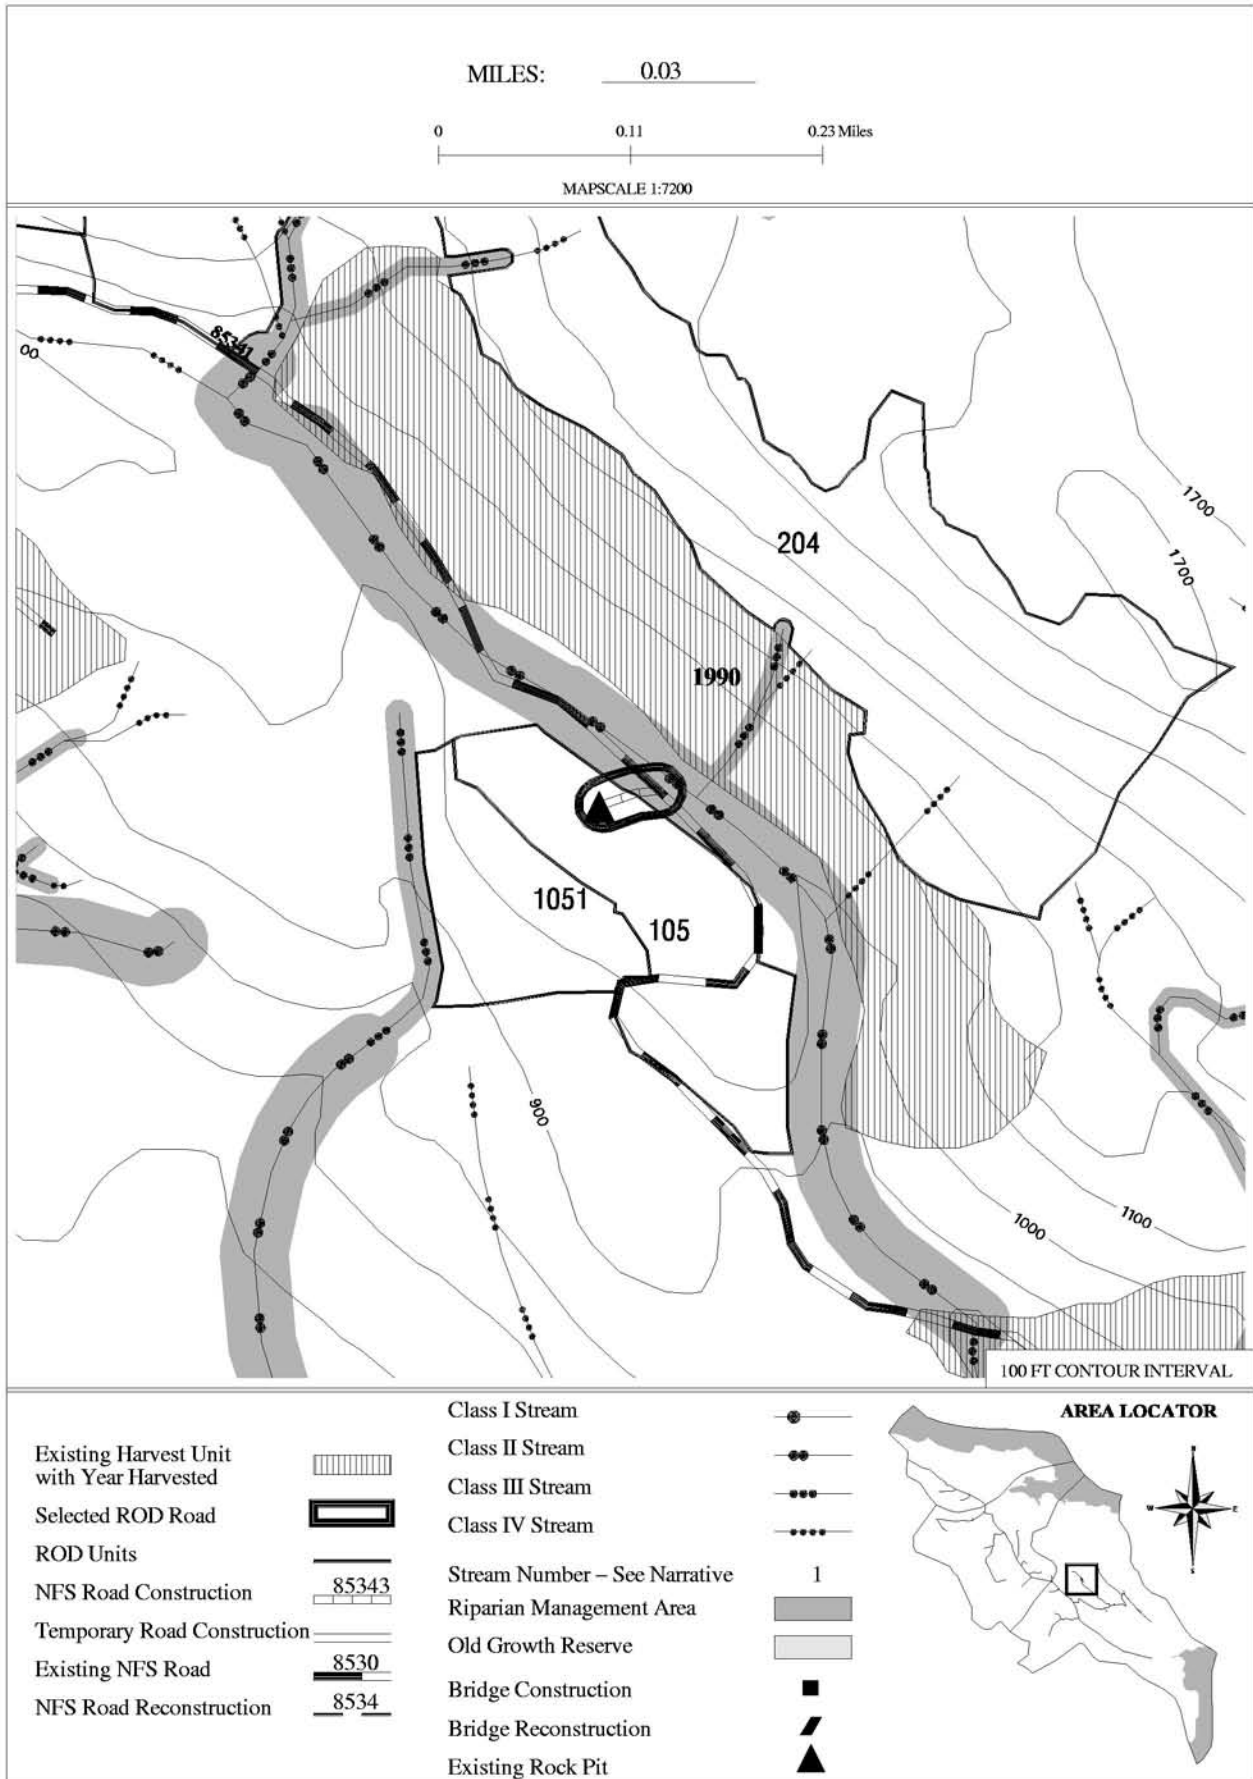 MILES: 0.03
0 0.11 0.23 Miles
MAPSCALE 1:7200
85341
00
1700
1700
204
1990
1051
105
900
1000
1100
100 FT CONTOUR INTERVAL
Existing Harvest Unit
with Year Harvested
Selected ROD Road
ROD Units
NFS Road Construction 85343
Temporary Road Construction
Existing NFS Road 8530
NFS Road Reconstruction 8534
Class I Stream
Class II Stream
Class III Stream
Class IV Stream
Stream Number – See Narrative 1
Riparian Management Area
Old Growth Reserve
Bridge Construction
Bridge Reconstruction
Existing Rock Pit
AREA LOCATOR
N
W E
S